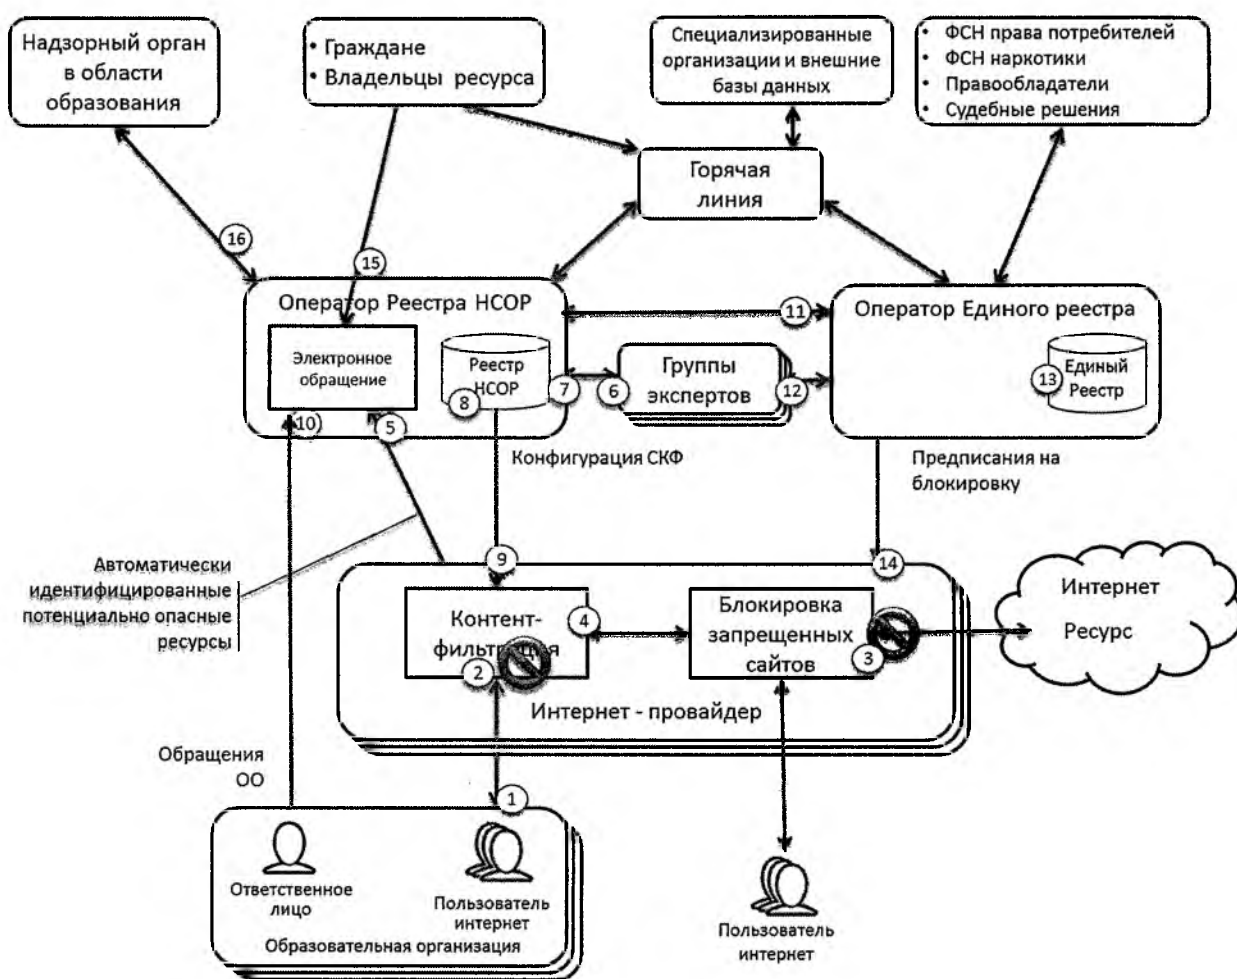 Надзорный орган
в области
образования
• Граждане
• Владельцы ресурса
Специализированные
организации и внешние
базы данных
• ФСН права потребителей
• ФСН наркотики
• Правообладатели
• Судебные решения
Горячая
линия
16
15
Оператор Реестра НСОР
11
Оператор Единого реестра
Электронное
обращение
Реестр
НСОР
8
7
6
Группы
экспертов
12
13
Единый
Реестр
10
5
Конфигурация СКФ
Предписания на
блокировку
Автоматически
идентифицированные
потенциально опасные
ресурсы
9
14
Контент-
фильтрация
4
2
Блокировка
запрещенных
сайтов
3
Интернет
Ресурс
Интернет - провайдер
Обращения
ОО
1
Ответственное
лицо
Пользователь
интернет
Образовательная организация
Пользователь
интернет